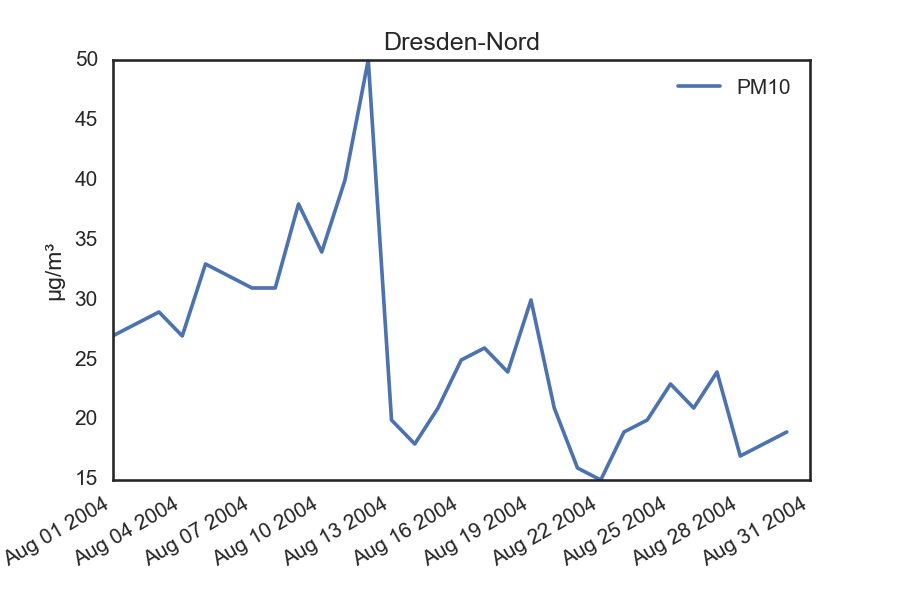 Dresden-Nord
50
45
40
35
30
25
20
15
µg/m³
PM10
Aug 01 2004
Aug 04 2004
Aug 07 2004
Aug 10 2004
Aug 13 2004
Aug 16 2004
Aug 19 2004
Aug 22 2004
Aug 25 2004
Aug 28 2004
Aug 31 2004